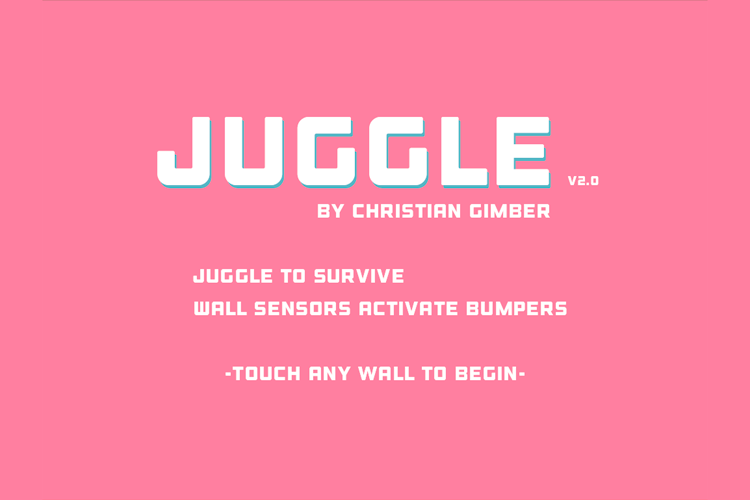 JUGGLE V2.0
BY CHRISTIAN GIMBER
JUGGLE TO SURVIVE
WALL SENSORS ACTIVATE BUMPERS
-TOUCH ANY WALL TO BEGIN-